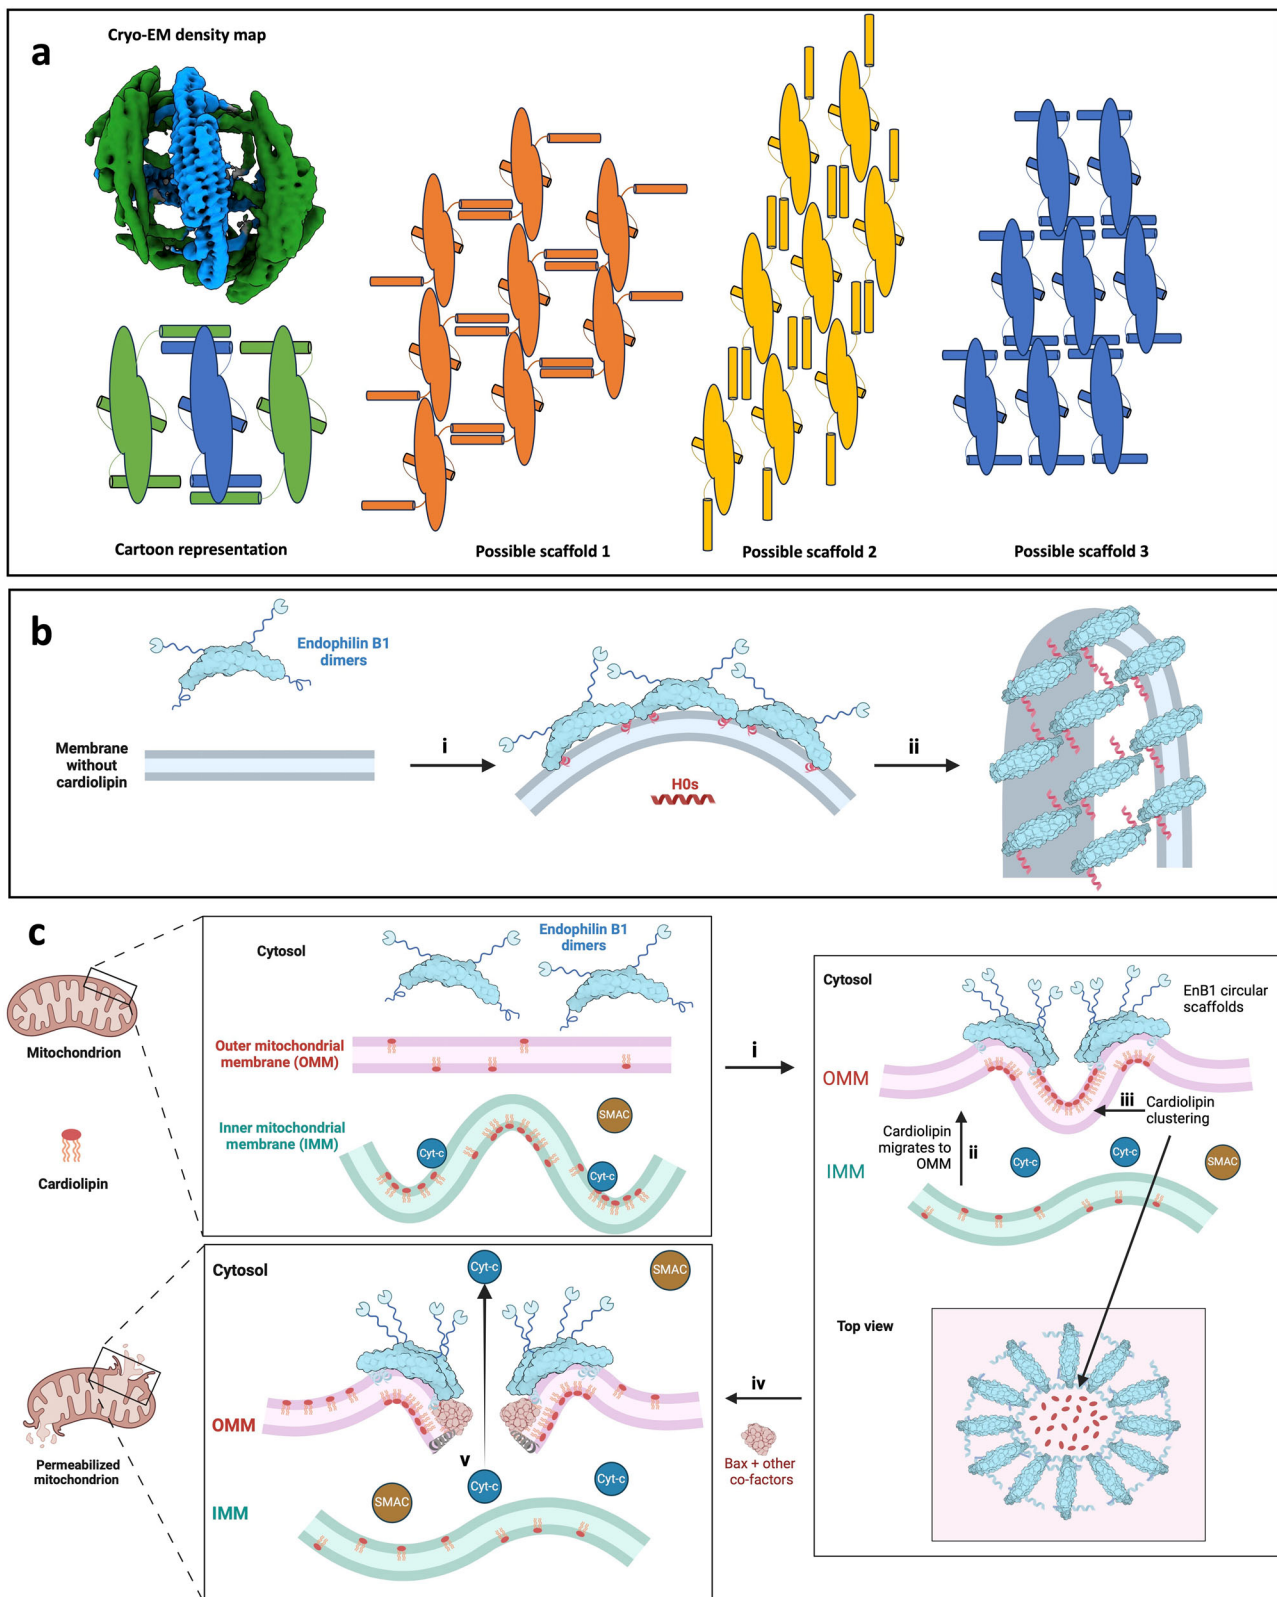 a
Cryo-EM density map
Cartoon representation
Possible scaffold 1
Possible scaffold 2
Possible scaffold 3
b
Endophilin B1
dimers
Membrane
without
cardiolipin
i
H0s
ii
c
Mitochondrion
Cardiolipin
Cytosol
Endophilin B1
dimers
Outer mitochondrial
membrane (OMM)
Inner mitochondrial
membrane (IMM)
SMAC
Cyt-c
Cyt-c
i
Cytosol
EnB1 circular
scaffolds
OMM
iii
Cardiolipin
clustering
Cardiolipin
migrates to
OMM
ii
IMM
Cyt-c
Cyt-c
SMAC
Top view
iv
Bax + other
co-factors
Permeabilized
mitochondrion
Cytosol
Cyt-c
SMAC
OMM
v
IMM
SMAC
Cyt-c
Cyt-c